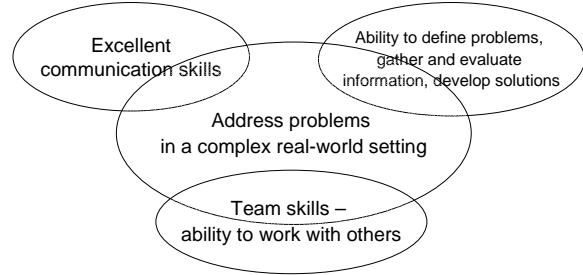 Excellent
communication skills
Ability to define problems,
gather and evaluate
information, develop solutions
Address problems
in a complex real-world setting
Team skills –
ability to work with others